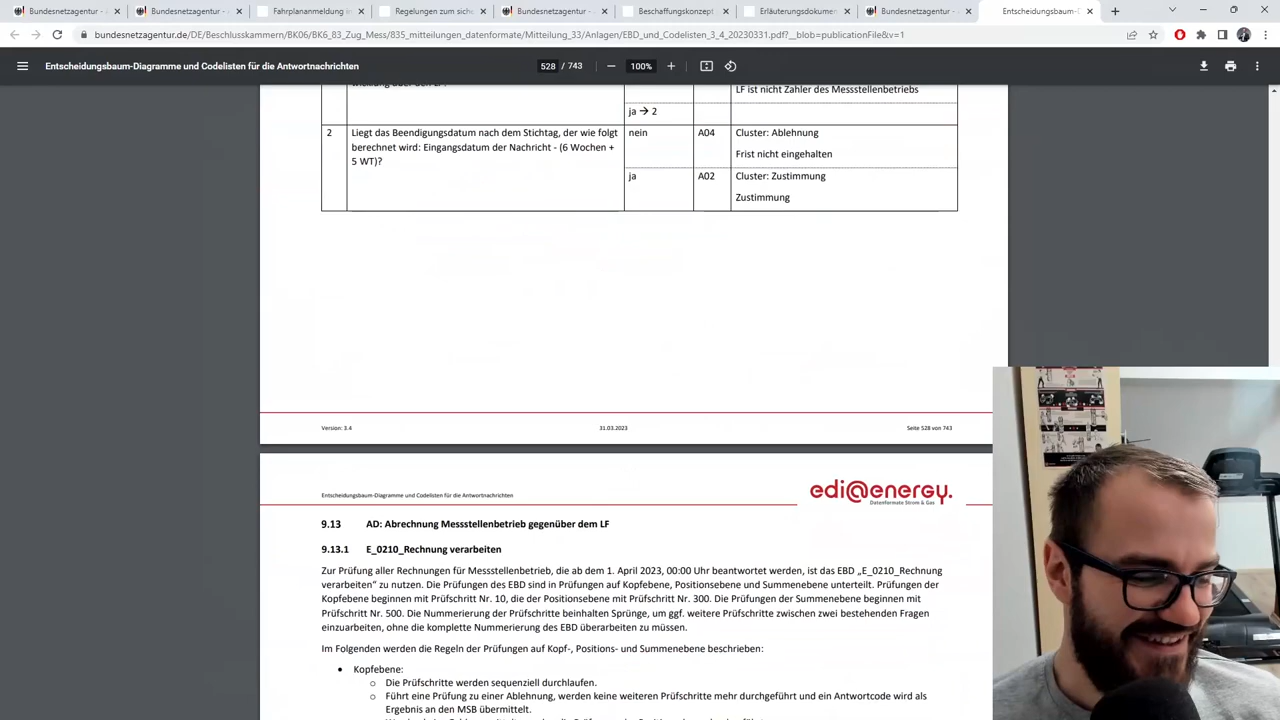 Bundesnetzagentur -
Bundesnetzagentur -
Fahrplananmeldung in
Regelungen zum sich
Bundesnetzagentur -
Beschaffungskonzept
Erläuterungsdokume
Bundesnetzagentur -
Entscheidungsbaum-D
bundesnetzagentur.de/DE/Beschlusskammern/BK06/BK6_83_Zug_Mess/835_mitteilungen_datenformate/Mitteilung_33/Anlagen/EBD_und_Codelisten_3_4_20230331.pdf?__blob=publicationFile&v=1
Entscheidungsbaum-Diagramme und Codelisten für die Antwortnachrichten
528 / 743
100%
LF ist nicht Zahler des Messstellenbetriebs
ja → 2
2 Liegt das Beendigungsdatum nach dem Stichtag, der wie folgt berechnet wird: Eingangsdatum der Nachricht - (6 Wochen + 5 WT)?
nein A04 Cluster: Ablehnung
Frist nicht eingehalten
ja A02 Cluster: Zustimmung
Zustimmung
Version: 3.4 31.03.2023 Seite 528 von 743
Entscheidungsbaum-Diagramme und Codelisten für die Antwortnachrichten
edi@energy.
Datenformate Strom & Gas
9.13 AD: Abrechnung Messstellenbetrieb gegenüber dem LF
9.13.1 E_0210_Rechnung verarbeiten
Zur Prüfung aller Rechnungen für Messstellenbetrieb, die ab dem 1. April 2023, 00:00 Uhr beantwortet werden, ist das EBD „E_0210_Rechnung
verarbeiten“ zu nutzen. Die Prüfungen des EBD sind in Prüfungen auf Kopfebene, Positionsebene und Summenebene unterteilt. Prüfungen der
Kopfebene beginnen mit Prüfschritt Nr. 10, die der Positionsebene mit Prüfschritt Nr. 300. Die Prüfungen der Summenebene beginnen mit
Prüfschritt Nr. 500. Die Nummerierung der Prüfschritte beinhalten Sprünge, um ggf. weitere Prüfschritte zwischen zwei bestehenden Fragen
einzuarbeiten, ohne die komplette Nummerierung des EBD überarbeiten zu müssen.
Im Folgenden werden die Regeln der Prüfungen auf Kopf-, Positions- und Summenebene beschrieben:
• Kopfebene:
o Die Prüfschritte werden sequenziell durchlaufen.
o Führt eine Prüfung zu einer Ablehnung, werden keine weiteren Prüfschritte mehr durchgeführt und ein Antwortcode wird als
Ergebnis an den MSB übermittelt.